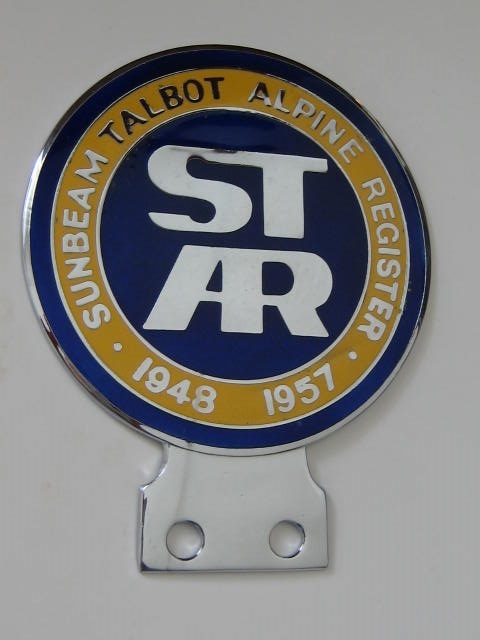 SUNBEAM TALBOT ALPINE REGISTER
ST
AR
· 1948 1957 ·